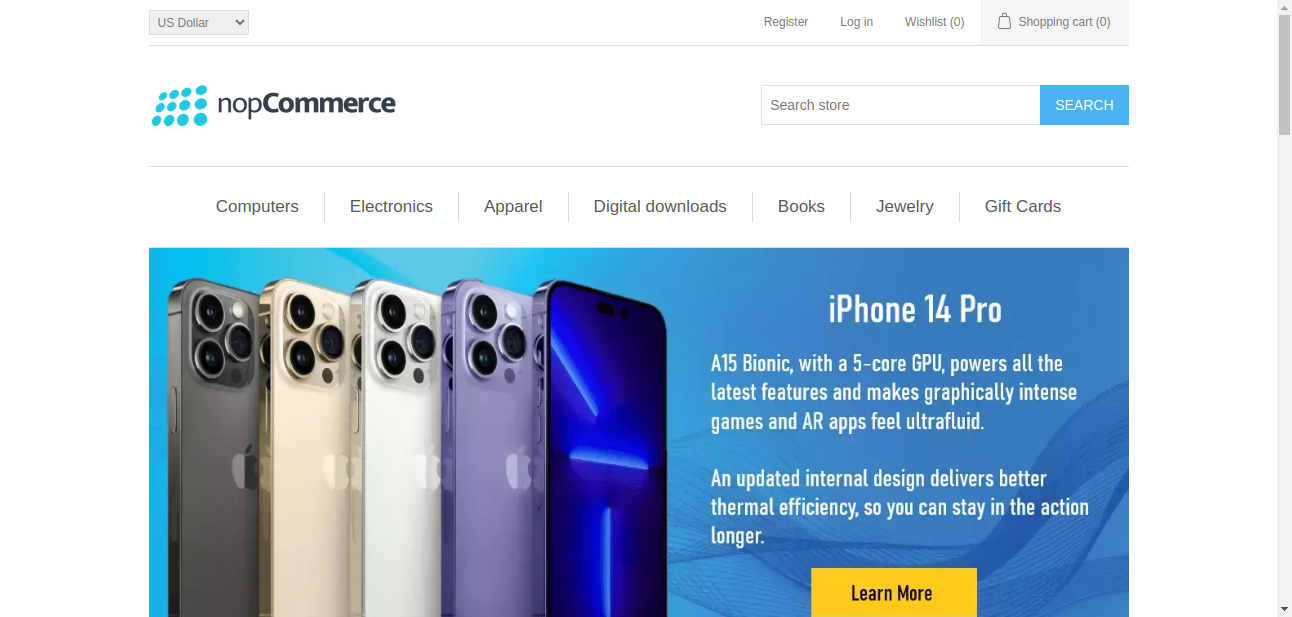 US Dollar
Register
Log in
Wishlist (0)
Shopping cart (0)
nopCommerce
Search store
SEARCH
Computers
Electronics
Apparel
Digital downloads
Books
Jewelry
Gift Cards
iPhone 14 Pro
A15 Bionic, with a 5-core GPU, powers all the
latest features and makes graphically intense
games and AR apps feel ultrafluid.
An updated internal design delivers better
thermal efficiency, so you can stay in the action
longer.
Learn More